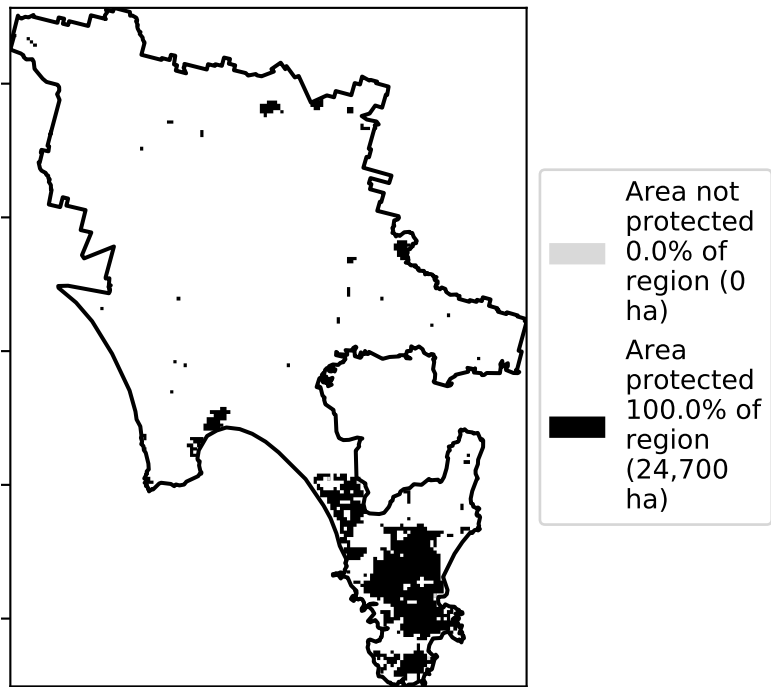 Area not
protected
0.0% of
region (0
ha)
Area
protected
100.0% of
region
(24,700
ha)